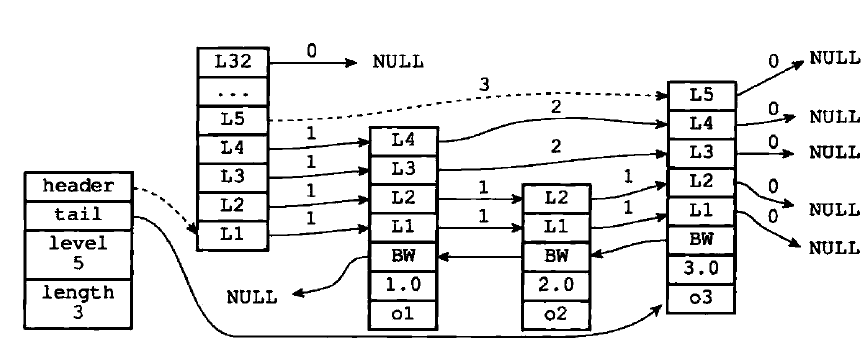 L32 0 NULL
...
L5 3 L5 0 NULL
L4 1 L4 2 L4 0 NULL
L3 1 L3 2 L3 0 NULL
L2 1 L2 1 L2 1 L2 0 NULL
L1 1 L1 1 L1 1 L1 0 NULL
header
tail
level
5
length
3
NULL BW BW BW
1.0 2.0 3.0
o1 o2 o3